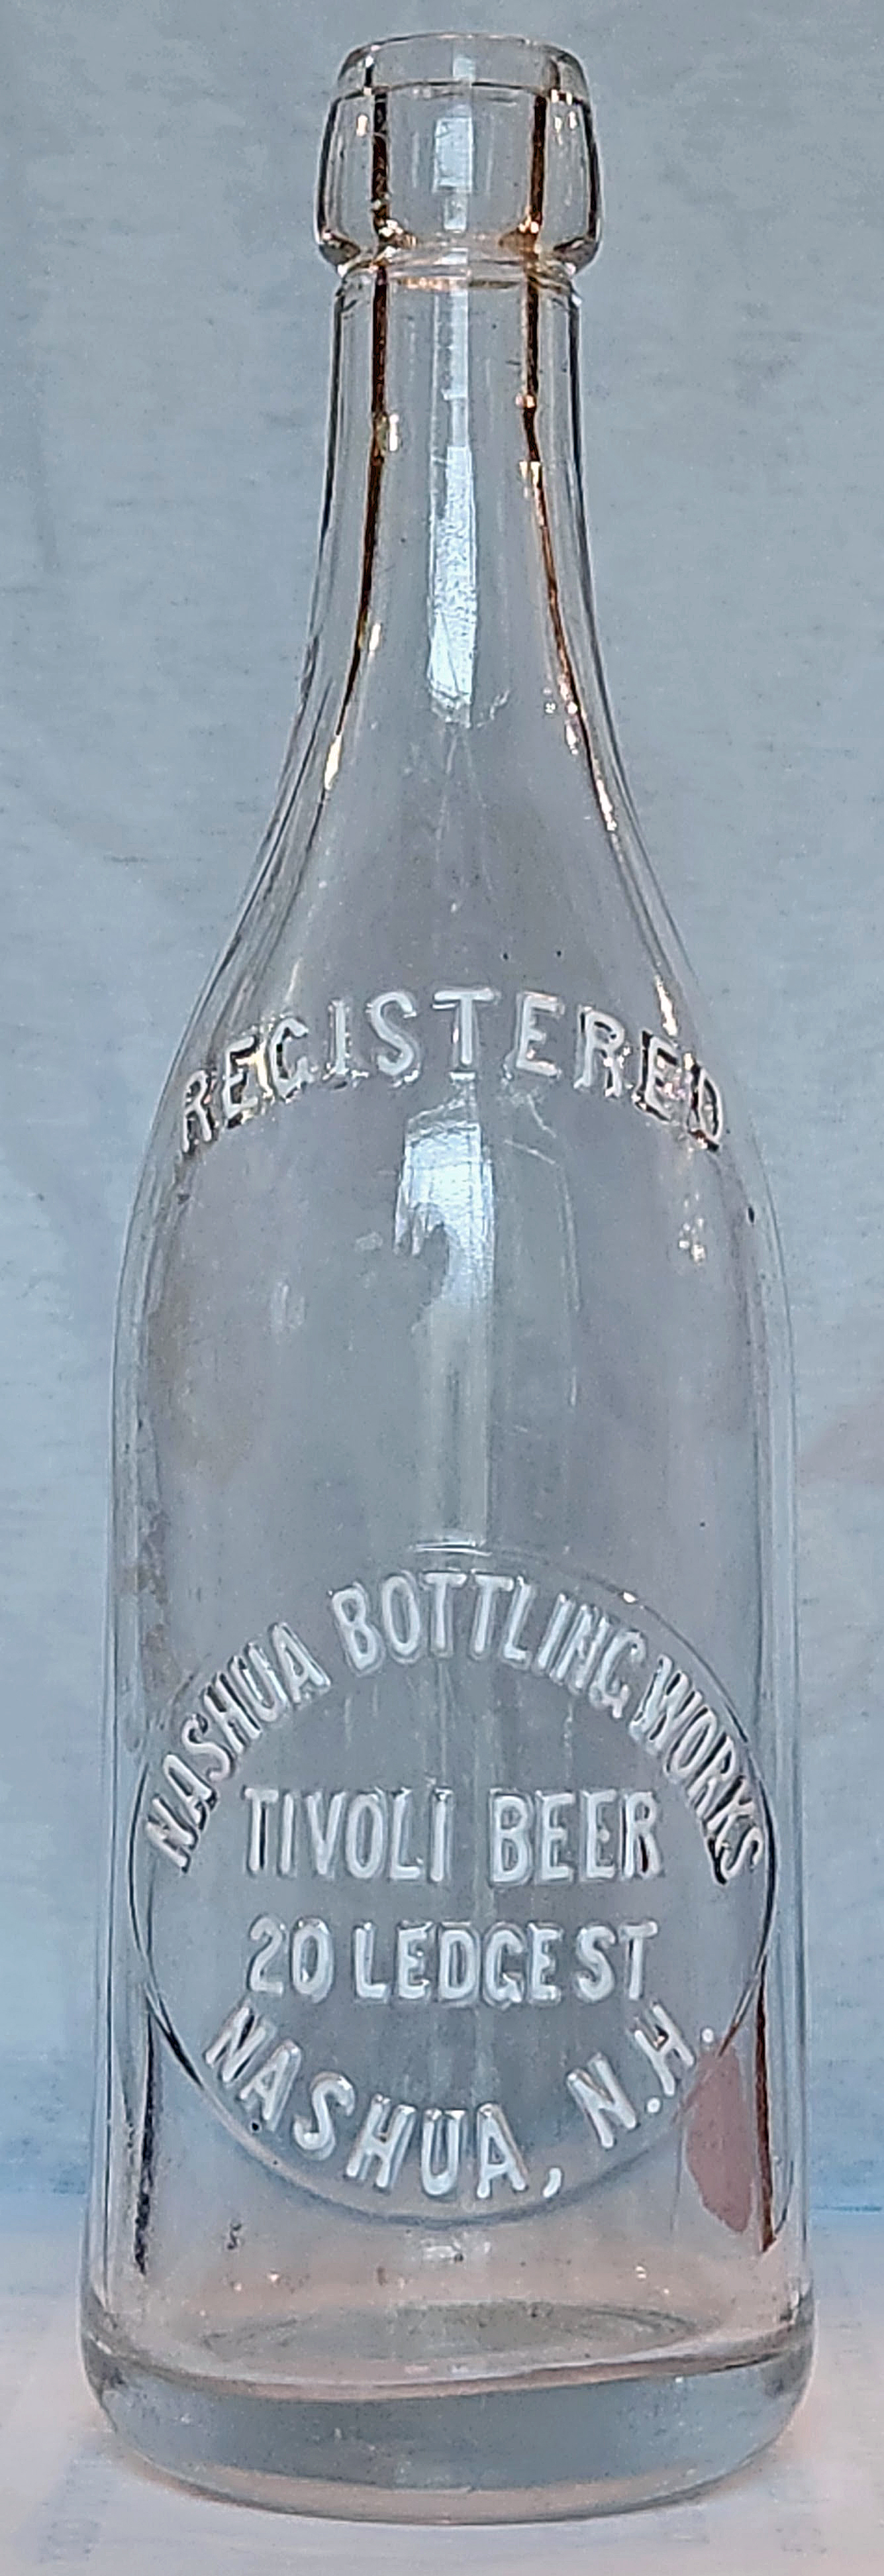 REGISTERED
NASHUA BOTTLING WORKS
TIVOLI BEER
20 LEDGE ST
NASHUA, N.H.